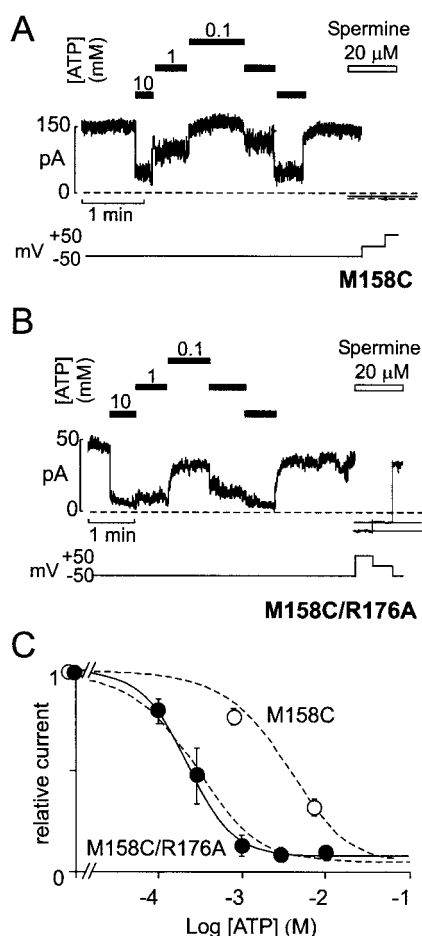 A
[ATP] (mM)
10
1
0.1
Spermine
20 μM
150
pA
0
1 min
mV
+50
-50
M158C
B
[ATP] (mM)
10
1
0.1
Spermine
20 μM
50
pA
0
1 min
mV
+50
-50
M158C/R176A
C
relative current
1
0
M158C
M158C/R176A
-4
-3
-2
-1
Log [ATP] (M)